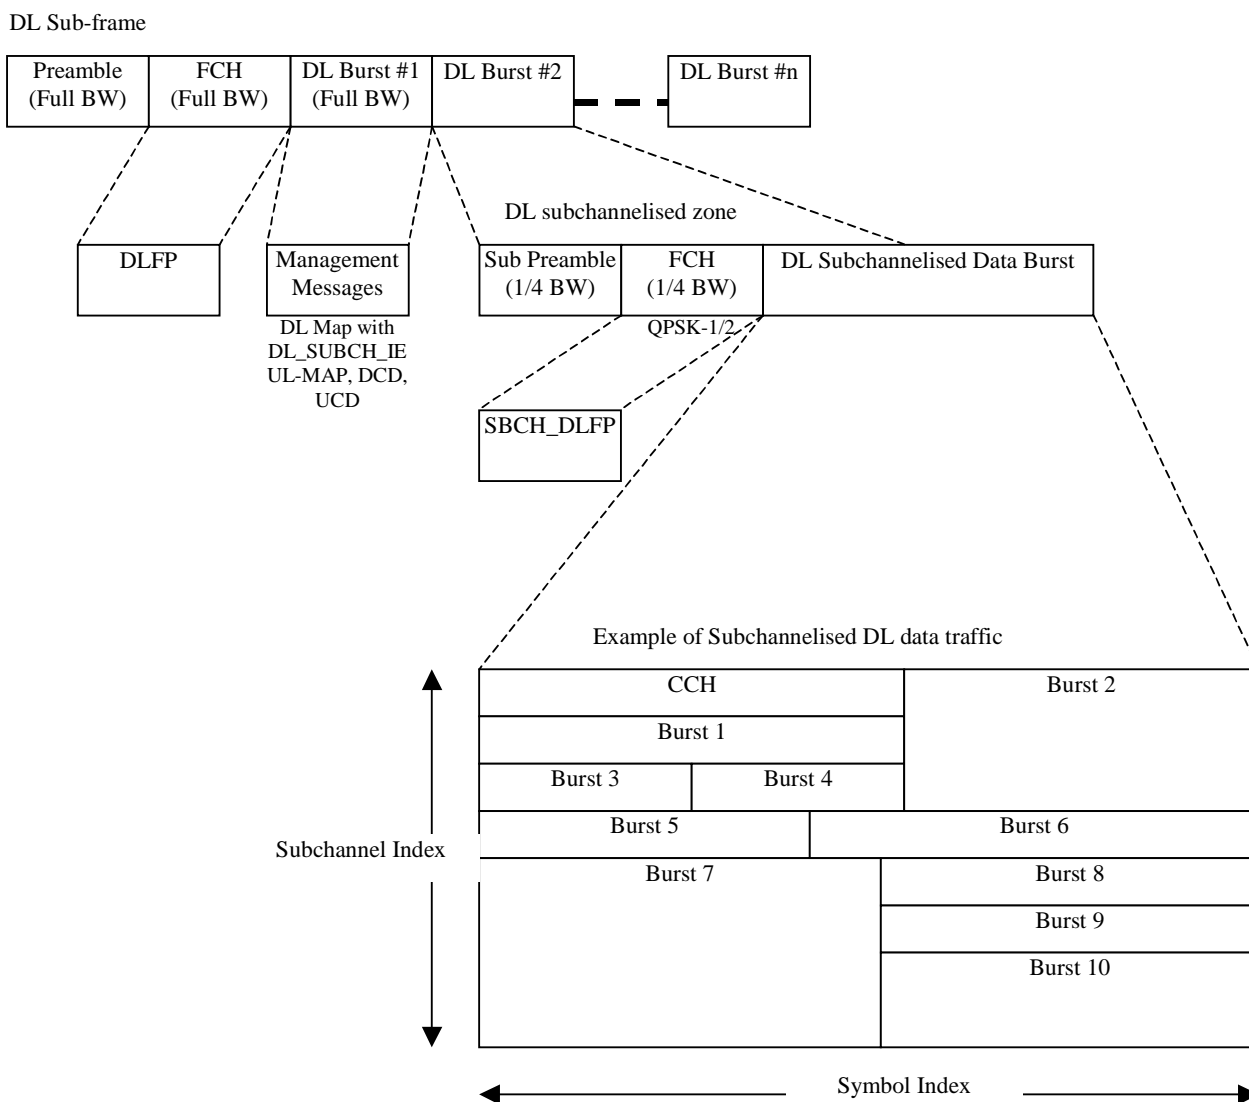 DL Sub-frame
Preamble
(Full BW)
FCH
(Full BW)
DL Burst #1
(Full BW)
DL Burst #2
DL Burst #n
DL subchannelised zone
DLFP
Management
Messages
DL Map with
DL_SUBCH_IE
UL-MAP, DCD,
UCD
Sub Preamble
(1/4 BW)
FCH
(1/4 BW)
QPSK-1/2
DL Subchannelised Data Burst
SBCH_DLFP
Example of Subchannelised DL data traffic
CCH
Burst 2
Burst 1
Burst 3
Burst 4
Burst 5
Burst 6
Subchannel Index
Burst 7
Burst 8
Burst 9
Burst 10
Symbol Index